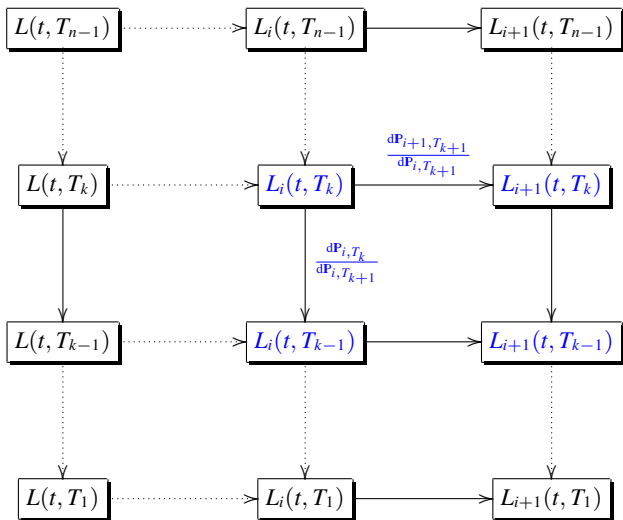 L(t, T_{n−1}) L_i(t, T_{n−1}) L_{i+1}(t, T_{n−1})
dP_{i+1,T_{k+1}}
dP_{i,T_{k+1}}
L(t, T_k) L_i(t, T_k) L_{i+1}(t, T_k)
dP_{i,T_k}
dP_{i,T_{k+1}}
L(t, T_{k−1}) L_i(t, T_{k−1}) L_{i+1}(t, T_{k−1})
L(t, T_1) L_i(t, T_1) L_{i+1}(t, T_1)